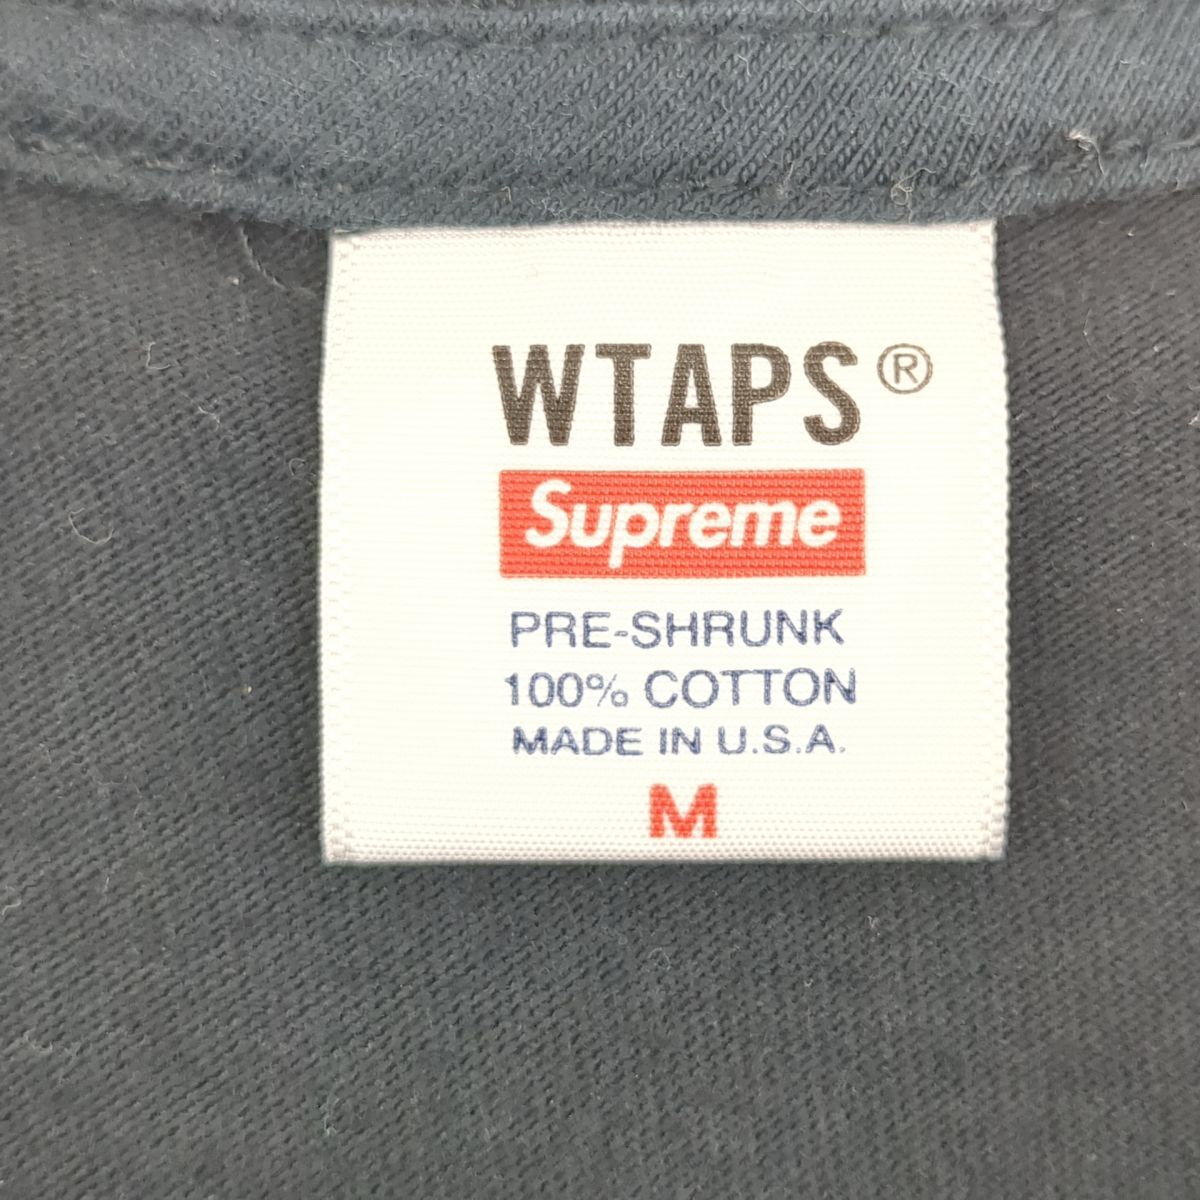 WTAPS®
Supreme
PRE-SHRUNK
100% COTTON
MADE IN U.S.A.
M